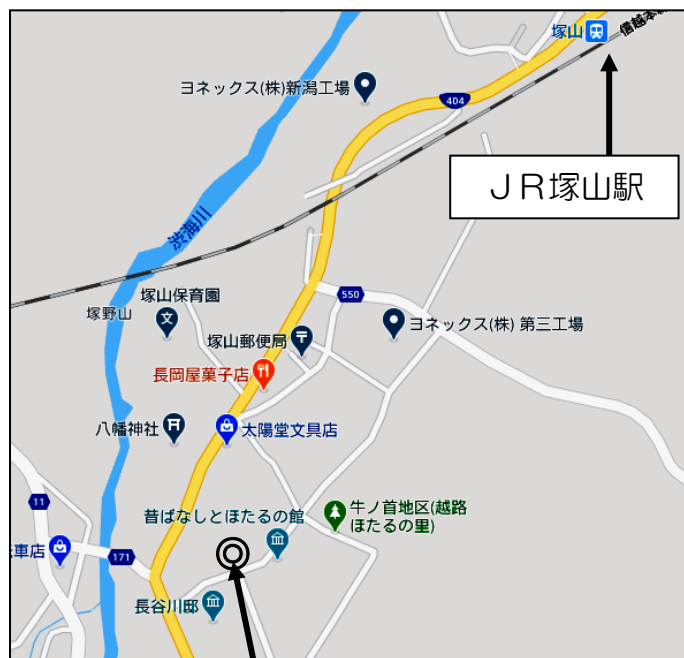 塚山
信越本線
ヨネックス(株)新潟工場
404
ＪＲ塚山駅
渋海川
550
塚山保育園
文
塚野山
ヨネックス(株) 第三工場
塚山郵便局
長岡屋菓子店
八幡神社
太陽堂文具店
11
昔ばなしとほたるの館
牛ノ首地区(越路
ほたるの里)
車店
171
長谷川邸